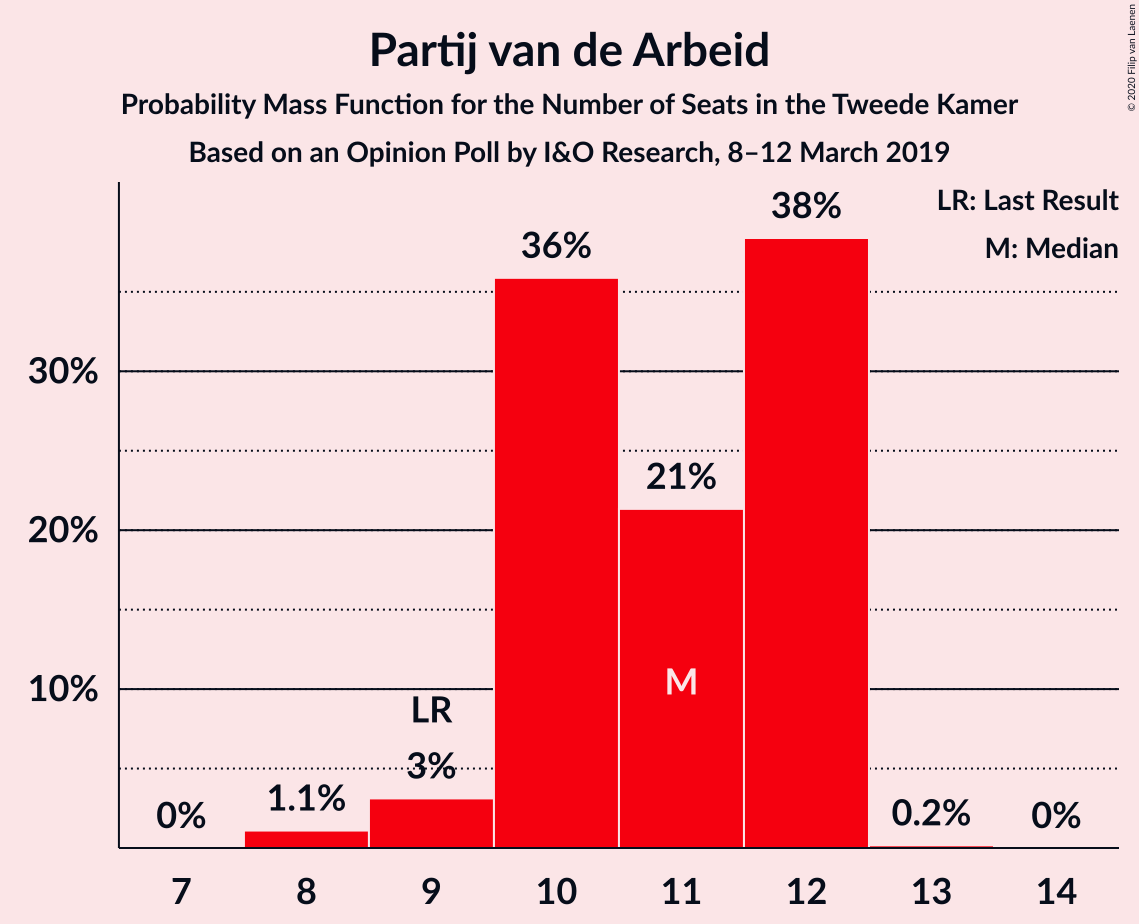 Partij van de Arbeid
Probability Mass Function for the Number of Seats in the Tweede Kamer
Based on an Opinion Poll by I&O Research, 8–12 March 2019
© 2020 Filip van Laenen
LR: Last Result
M: Median
38%
36%
30%
21%
20%
M
10%
LR
3%
1.1%
0%
0.2%
0%
7 8 9 10 11 12 13 14